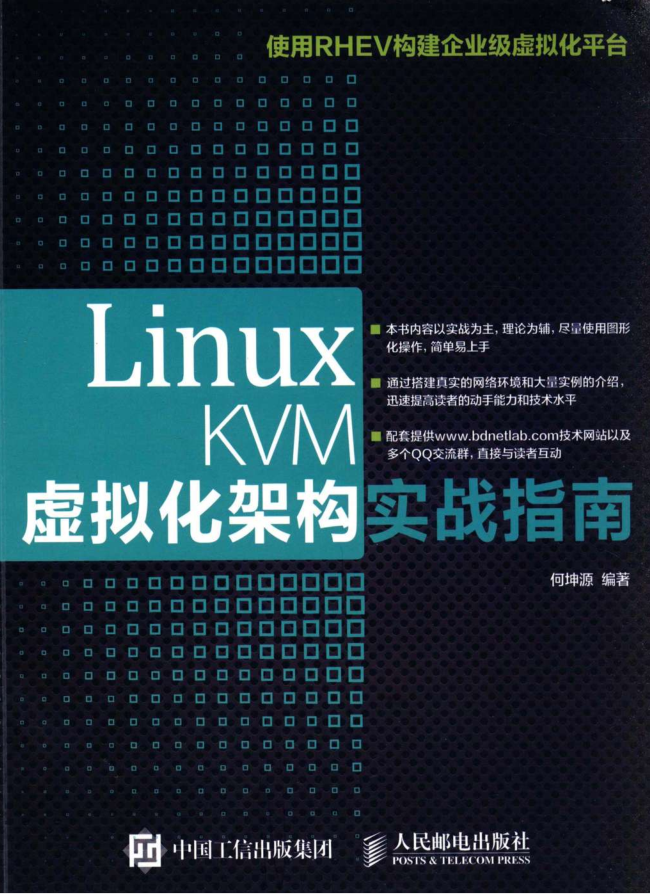 使用RHEV构建企业级虚拟化平台
Linux
KVM
虚拟化架构实战指南
■ 本书内容以实战为主，理论为辅，尽量使用图形
化操作，简单易上手
■ 通过搭建真实的网络环境和大量实例的介绍，
迅速提高读者的动手能力和技术水平
■ 配套提供www.bdnetlab.com技术网站以及
多个QQ交流群，直接与读者互动
何坤源 编著
中国工信出版集团
人民邮电出版社
POSTS & TELECOM PRESS